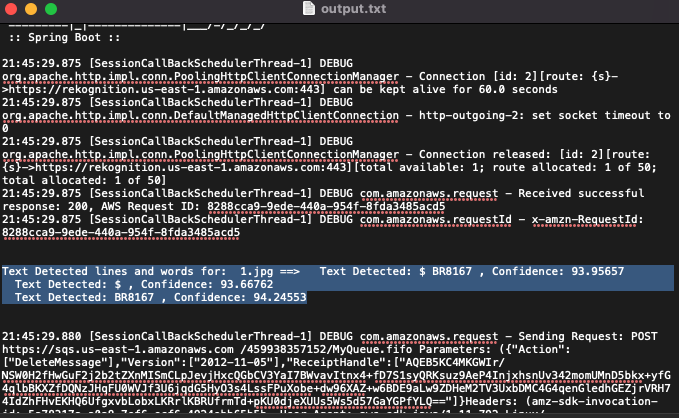 output.txt
:: Spring Boot ::
21:45:29.875 [SessionCallBackSchedulerThread-1] DEBUG
org.apache.http.impl.conn.PoolingHttpClientConnectionManager - Connection [id: 2][route: {s}-
>https://rekognition.us-east-1.amazonaws.com:443] can be kept alive for 60.0 seconds
21:45:29.875 [SessionCallBackSchedulerThread-1] DEBUG
org.apache.http.impl.conn.DefaultManagedHttpClientConnection - http-outgoing-2: set socket timeout to
0
21:45:29.875 [SessionCallBackSchedulerThread-1] DEBUG
org.apache.http.impl.conn.PoolingHttpClientConnectionManager - Connection released: [id: 2][route:
{s}->https://rekognition.us-east-1.amazonaws.com:443][total available: 1; route allocated: 1 of 50;
total allocated: 1 of 50]
21:45:29.875 [SessionCallBackSchedulerThread-1] DEBUG com.amazonaws.request - Received successful
response: 200, AWS Request ID: 8288cca9-9ede-440a-954f-8fda3485acd5
21:45:29.875 [SessionCallBackSchedulerThread-1] DEBUG com.amazonaws.requestId - x-amzn-RequestId:
8288cca9-9ede-440a-954f-8fda3485acd5
Text Detected lines and words for:  1.jpg ==>   Text Detected: $ BR8167 , Confidence: 93.95657
Text Detected: $ , Confidence: 93.66762
Text Detected: BR8167 , Confidence: 94.24553
21:45:29.880 [SessionCallBackSchedulerThread-1] DEBUG com.amazonaws.request - Sending Request: POST
https://sqs.us-east-1.amazonaws.com /459938357152/MyQueue.fifo Parameters: ({"Action":
["DeleteMessage"],"Version":["2012-11-05"],"ReceiptHandle":["AQEB5KC4MKGWIr/